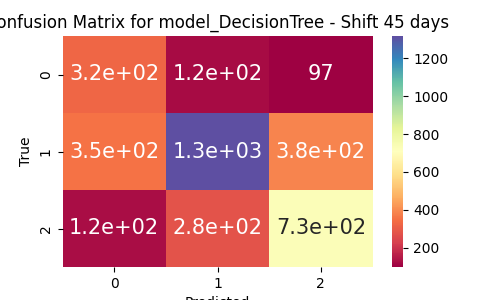 onfusion Matrix for model_DecisionTree - Shift 45 days
0 3.2e+02 1.2e+02 97
1 3.5e+02 1.3e+03 3.8e+02
2 1.2e+02 2.8e+02 7.3e+02
True
0 1 2
Predicted
1200
1000
800
600
400
200